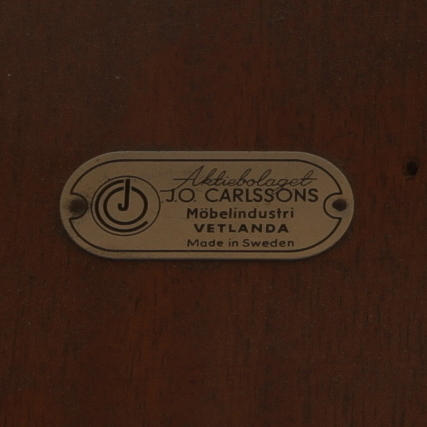 Aktiebolaget
J.O. CARLSSONS
Möbelindustri
VETLANDA
Made in Sweden